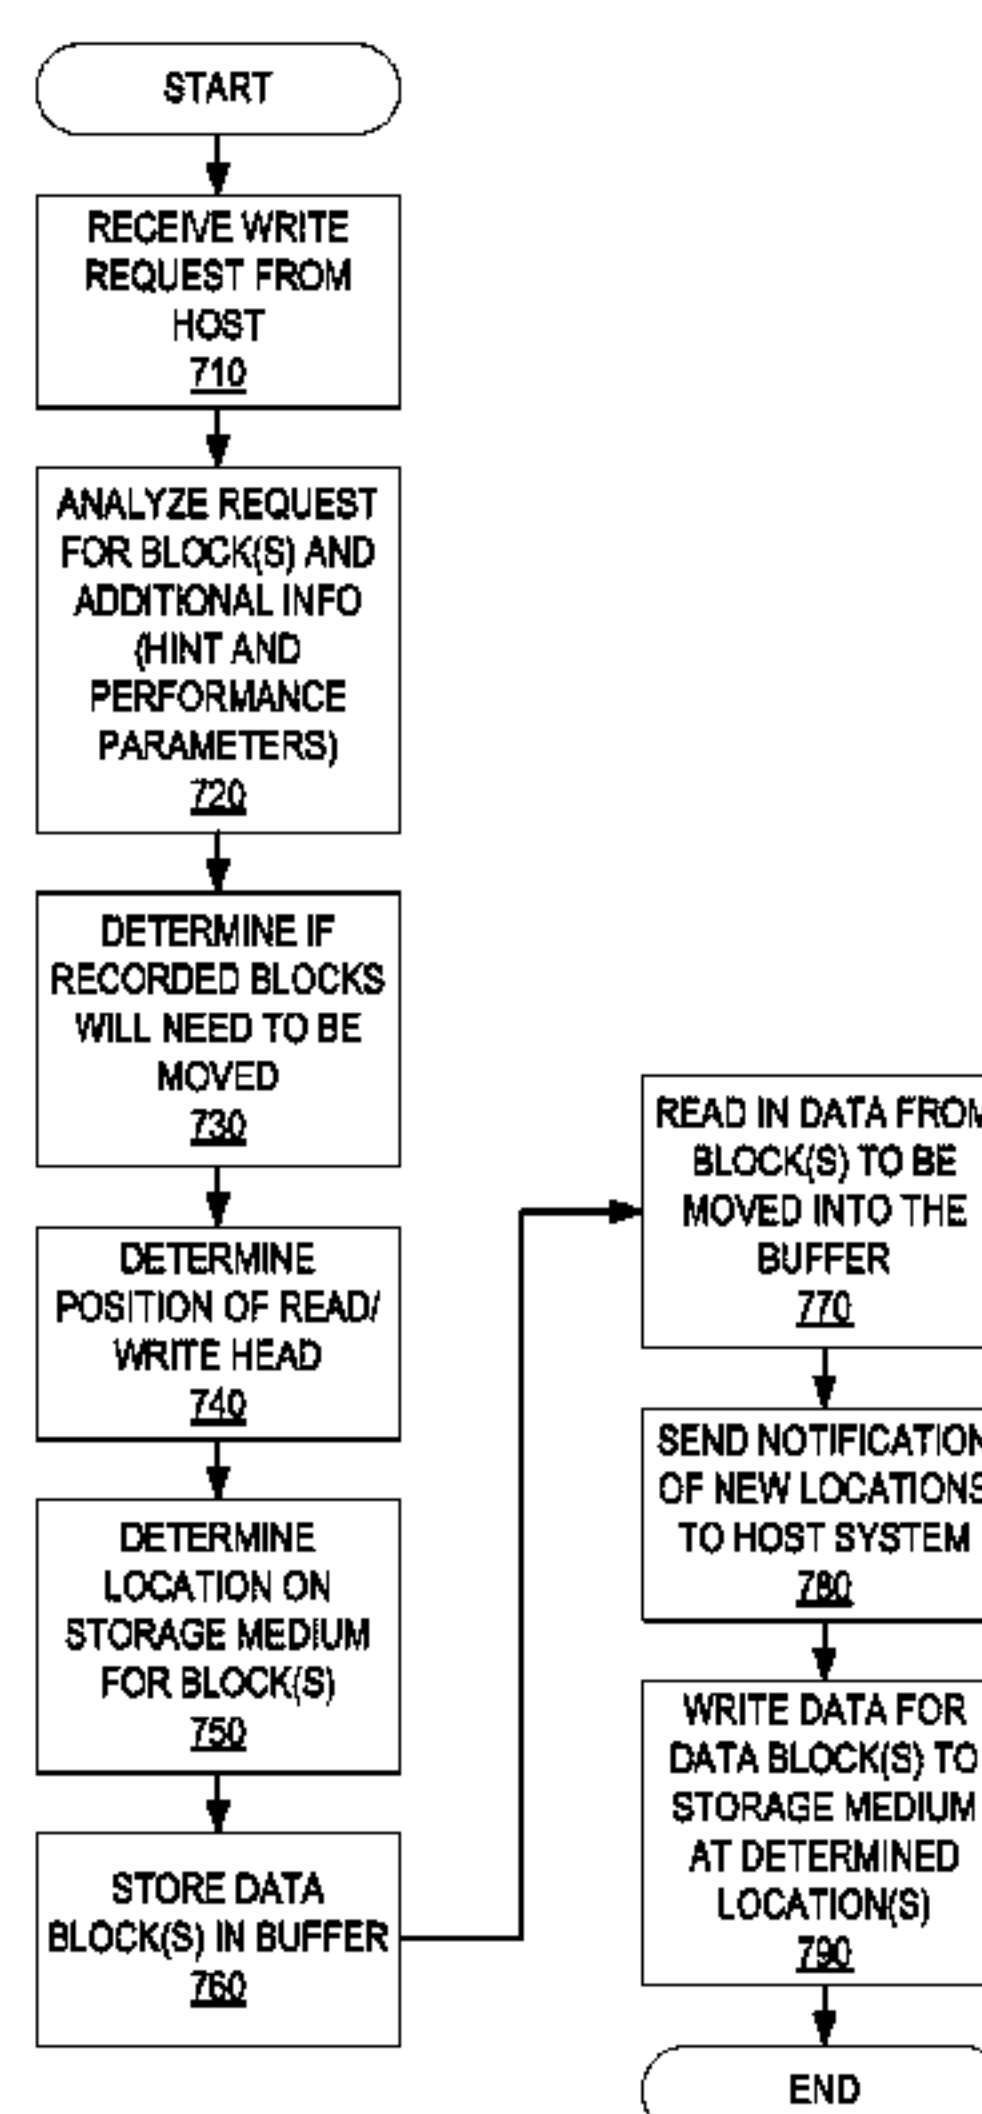 START
RECEIVE WRITE
REQUEST FROM
HOST
710
ANALYZE REQUEST
FOR BLOCK(S) AND
ADDITIONAL INFO
(HINT AND
PERFORMANCE
PARAMETERS)
720
DETERMINE IF
RECORDED BLOCKS
WILL NEED TO BE
MOVED
730
DETERMINE
POSITION OF READ/
WRITE HEAD
740
DETERMINE
LOCATION ON
STORAGE MEDIUM
FOR BLOCK(S)
750
STORE DATA
BLOCK(S) IN BUFFER
760
READ IN DATA FROM
BLOCK(S) TO BE
MOVED INTO THE
BUFFER
770
SEND NOTIFICATION
OF NEW LOCATIONS
TO HOST SYSTEM
780
WRITE DATA FOR
DATA BLOCK(S) TO
STORAGE MEDIUM
AT DETERMINED
LOCATION(S)
790
END